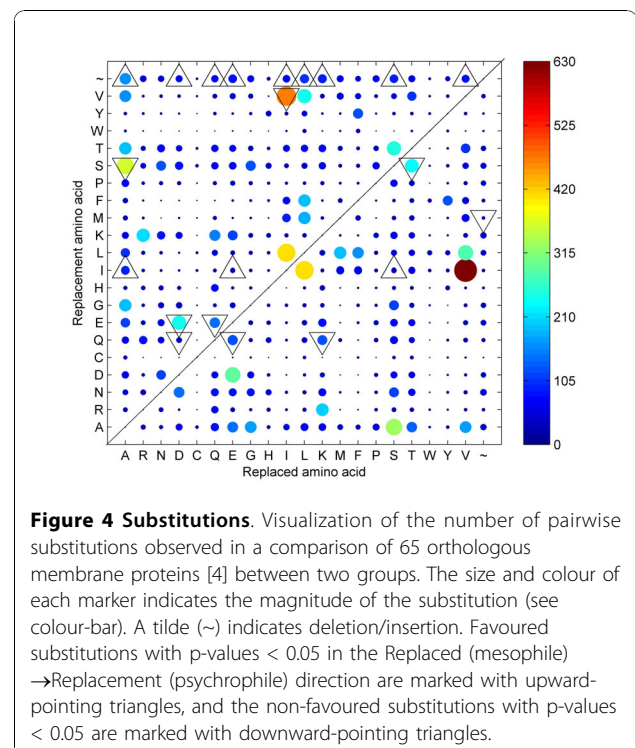 ~
V
Y
W
T
S
P
F
M
K
L
I
H
G
E
Q
C
D
N
R
A
Replacement amino acid
A R N D C Q E G H I L K M F P S T W Y V ~
Replaced amino acid
630
525
420
315
210
105
0
Figure 4 Substitutions. Visualization of the number of pairwise
substitutions observed in a comparison of 65 orthologous
membrane proteins [4] between two groups. The size and colour of
each marker indicates the magnitude of the substitution (see
colour-bar). A tilde (~) indicates deletion/insertion. Favoured
substitutions with p-values < 0.05 in the Replaced (mesophile)
→Replacement (psychrophile) direction are marked with upward-
pointing triangles, and the non-favoured substitutions with p-values
< 0.05 are marked with downward-pointing triangles.